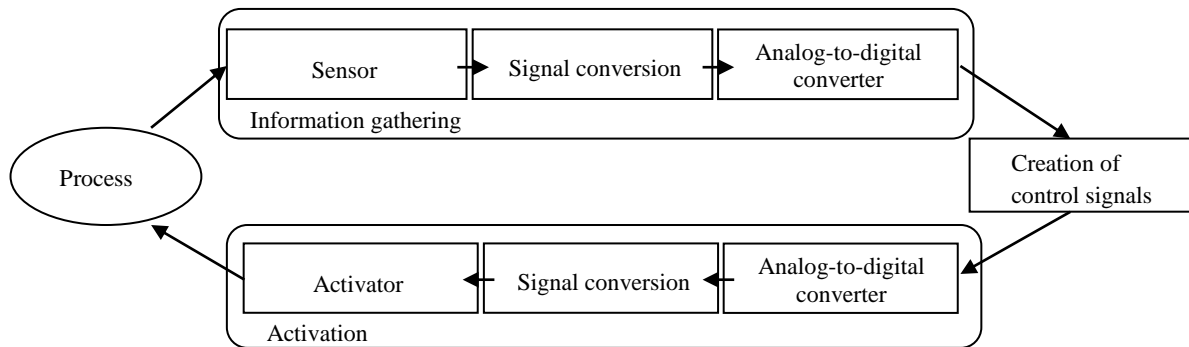 Sensor
Signal conversion
Analog-to-digital
converter
Information gathering
Process
Creation of
control signals
Activator
Signal conversion
Analog-to-digital
converter
Activation